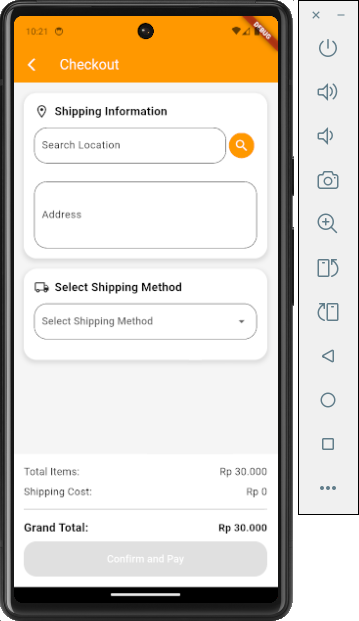 10:21
DEBUG
Checkout
Shipping Information
Search Location
Address
Select Shipping Method
Select Shipping Method
Total Items: Rp 30.000
Shipping Cost: Rp 0
Grand Total: Rp 30.000
Confirm and Pay